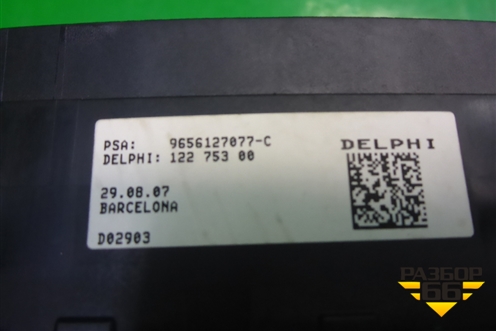 PSA: 9656127077-C
DELPHI: 122 753 00
DELPHI
29.08.07
BARCELONA
D02903
РАЗБОР
66